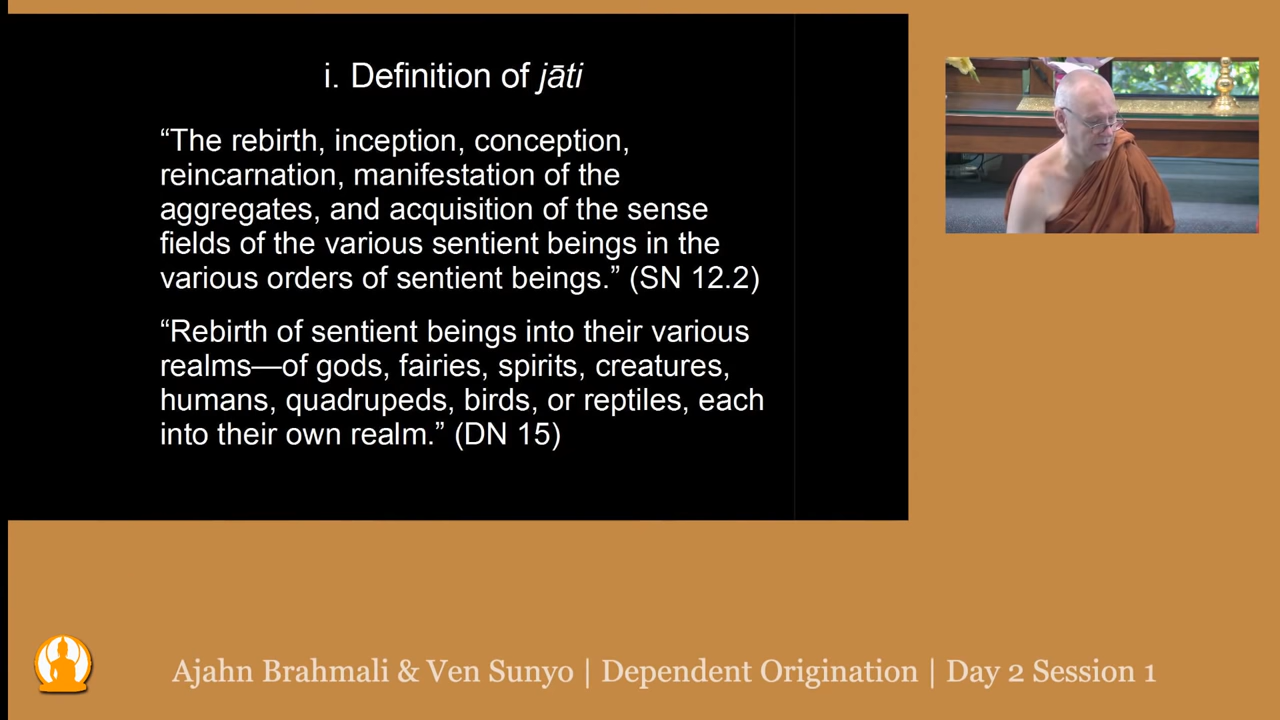 i. Definition of jāti
“The rebirth, inception, conception,
reincarnation, manifestation of the
aggregates, and acquisition of the sense
fields of the various sentient beings in the
various orders of sentient beings.” (SN 12.2)
“Rebirth of sentient beings into their various
realms—of gods, fairies, spirits, creatures,
humans, quadrupeds, birds, or reptiles, each
into their own realm.” (DN 15)
Ajahn Brahmali & Ven Sunyo | Dependent Origination | Day 2 Session 1